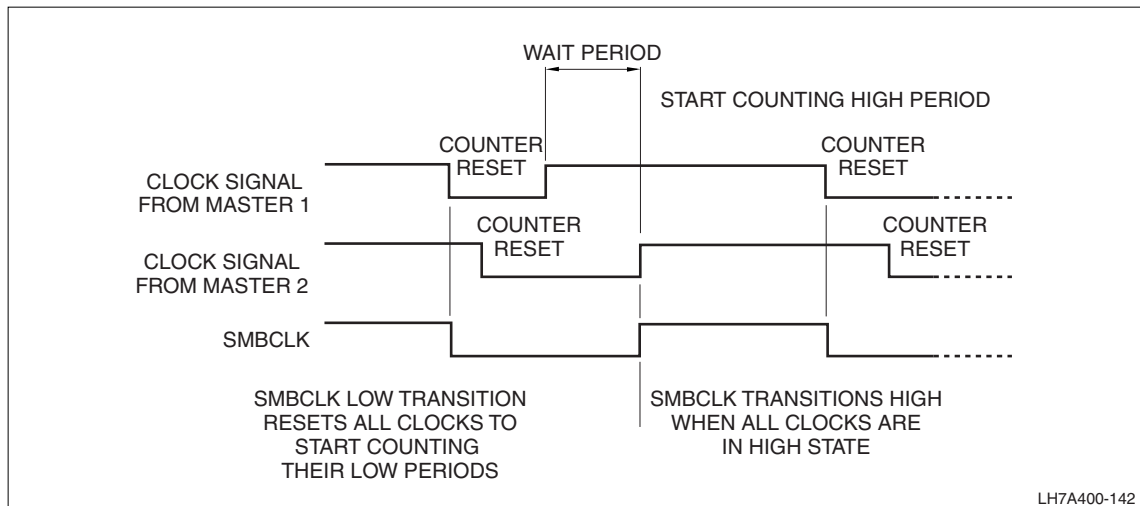 WAIT PERIOD
START COUNTING HIGH PERIOD
COUNTER
RESET
COUNTER
RESET
CLOCK SIGNAL
FROM MASTER 1
COUNTER
RESET
COUNTER
RESET
CLOCK SIGNAL
FROM MASTER 2
SMBCLK
SMBCLK LOW TRANSITION
RESETS ALL CLOCKS TO
START COUNTING
THEIR LOW PERIODS
SMBCLK TRANSITIONS HIGH
WHEN ALL CLOCKS ARE
IN HIGH STATE
LH7A400-142